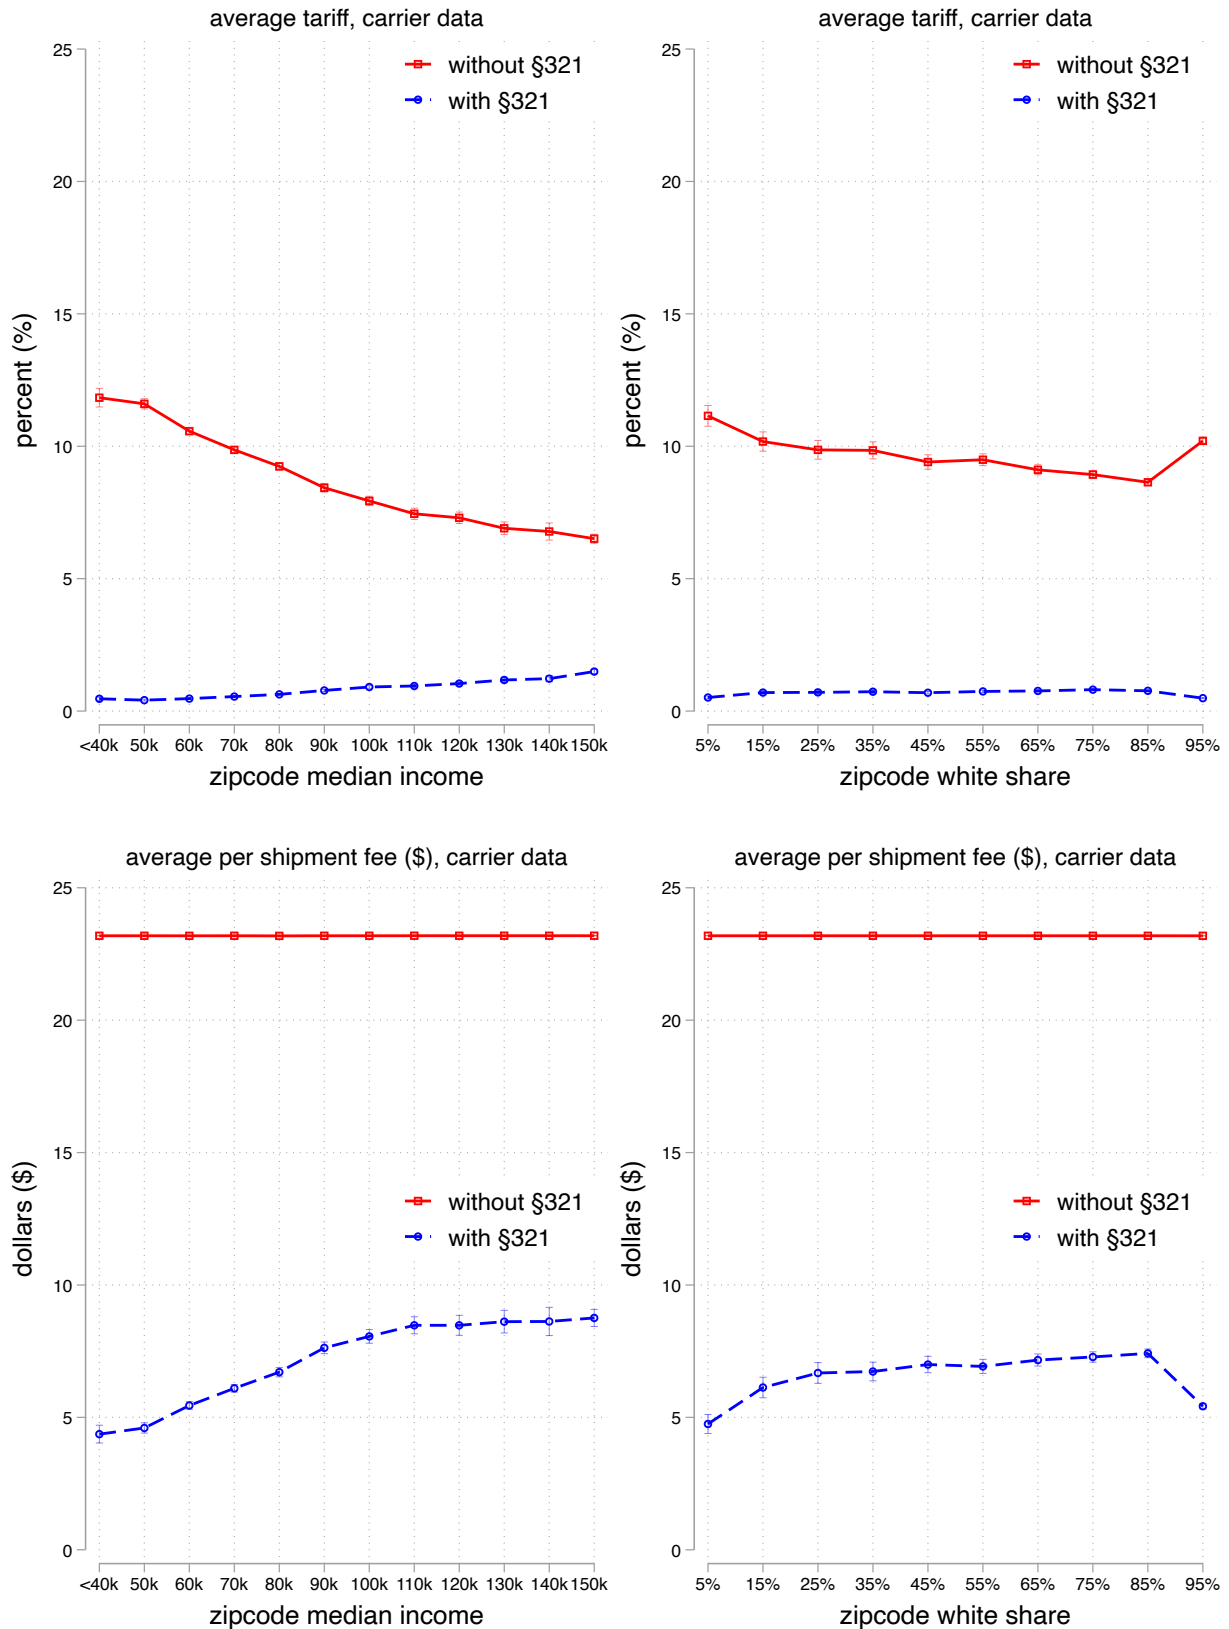 average tariff, carrier data
25
20
15
10
5
0
percent (%)
without §321
with §321
<40k 50k 60k 70k 80k 90k 100k 110k 120k 130k 140k 150k
zipcode median income
average tariff, carrier data
25
20
15
10
5
0
percent (%)
without §321
with §321
5% 15% 25% 35% 45% 55% 65% 75% 85% 95%
zipcode white share
average per shipment fee ($), carrier data
25
20
15
10
5
0
dollars ($)
without §321
with §321
<40k 50k 60k 70k 80k 90k 100k 110k 120k 130k 140k 150k
zipcode median income
average per shipment fee ($), carrier data
25
20
15
10
5
0
dollars ($)
without §321
with §321
5% 15% 25% 35% 45% 55% 65% 75% 85% 95%
zipcode white share